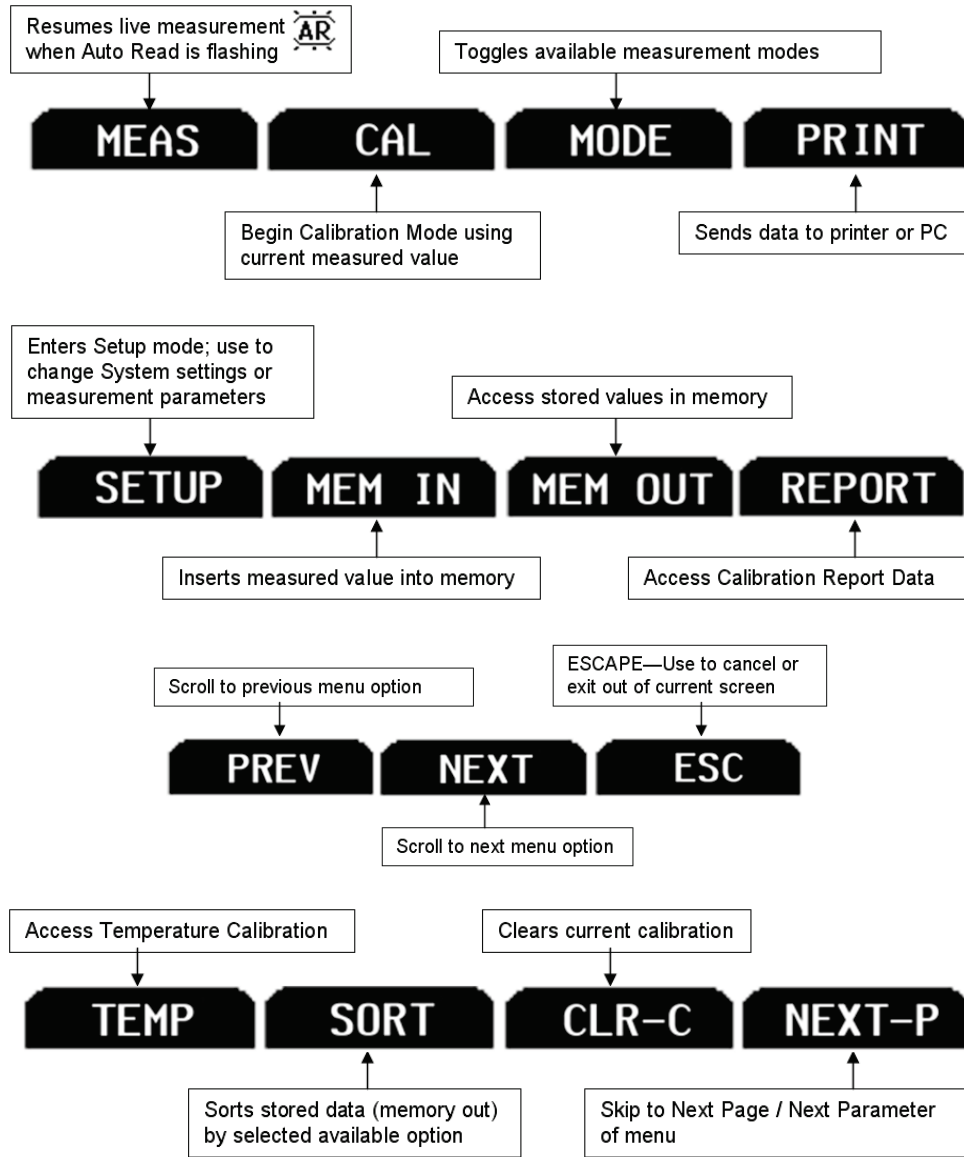 Resumes live measurement
when Auto Read is flashing
AR
Toggles available measurement modes
MEAS
CAL
MODE
PRINT
Begin Calibration Mode using
current measured value
Sends data to printer or PC
Enters Setup mode; use to
change System settings or
measurement parameters
Access stored values in memory
SETUP
MEM IN
MEM OUT
REPORT
Inserts measured value into memory
Access Calibration Report Data
Scroll to previous menu option
ESCAPE—Use to cancel or
exit out of current screen
PREV
NEXT
ESC
Scroll to next menu option
Access Temperature Calibration
Clears current calibration
TEMP
SORT
CLR-C
NEXT-P
Sorts stored data (memory out)
by selected available option
Skip to Next Page / Next Parameter
of menu